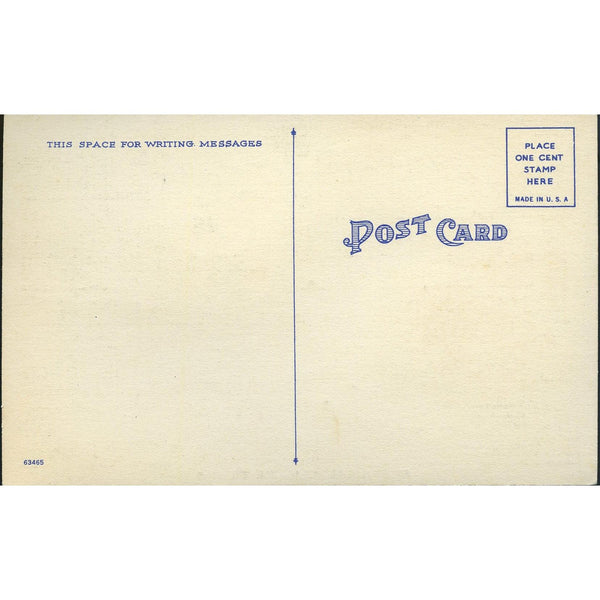 THIS SPACE FOR WRITING MESSAGES
PLACE
ONE CENT
STAMP
HERE
MADE IN U. S. A
POST CARD
63465